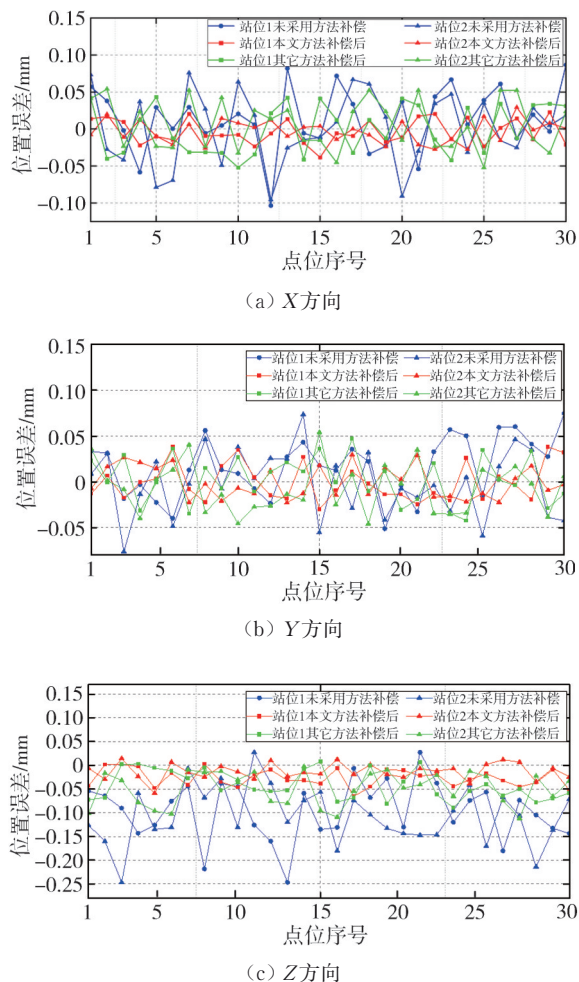 0.15
站位1未采用方法补偿 站位2未采用方法补偿
站位1本文方法补偿后 站位2本文方法补偿后
站位1其它方法补偿后 站位2其它方法补偿后
0.10
0.05
0
−0.05
−0.10
位置误差/mm
1 5 10 15 20 25 30
点位序号
(a) X方向
0.15
站位1未采用方法补偿 站位2未采用方法补偿
站位1本文方法补偿后 站位2本文方法补偿后
站位1其它方法补偿后 站位2其它方法补偿后
0.10
0.05
0
−0.05
位置误差/mm
1 5 10 15 20 25 30
点位序号
(b) Y方向
0.15
站位1未采用方法补偿 站位2未采用方法补偿
站位1本文方法补偿后 站位2本文方法补偿后
站位1其它方法补偿后 站位2其它方法补偿后
0.10
0.05
0
−0.05
−0.10
−0.15
−0.20
−0.25
位置误差/mm
1 5 10 15 20 25 30
点位序号
(c) Z方向